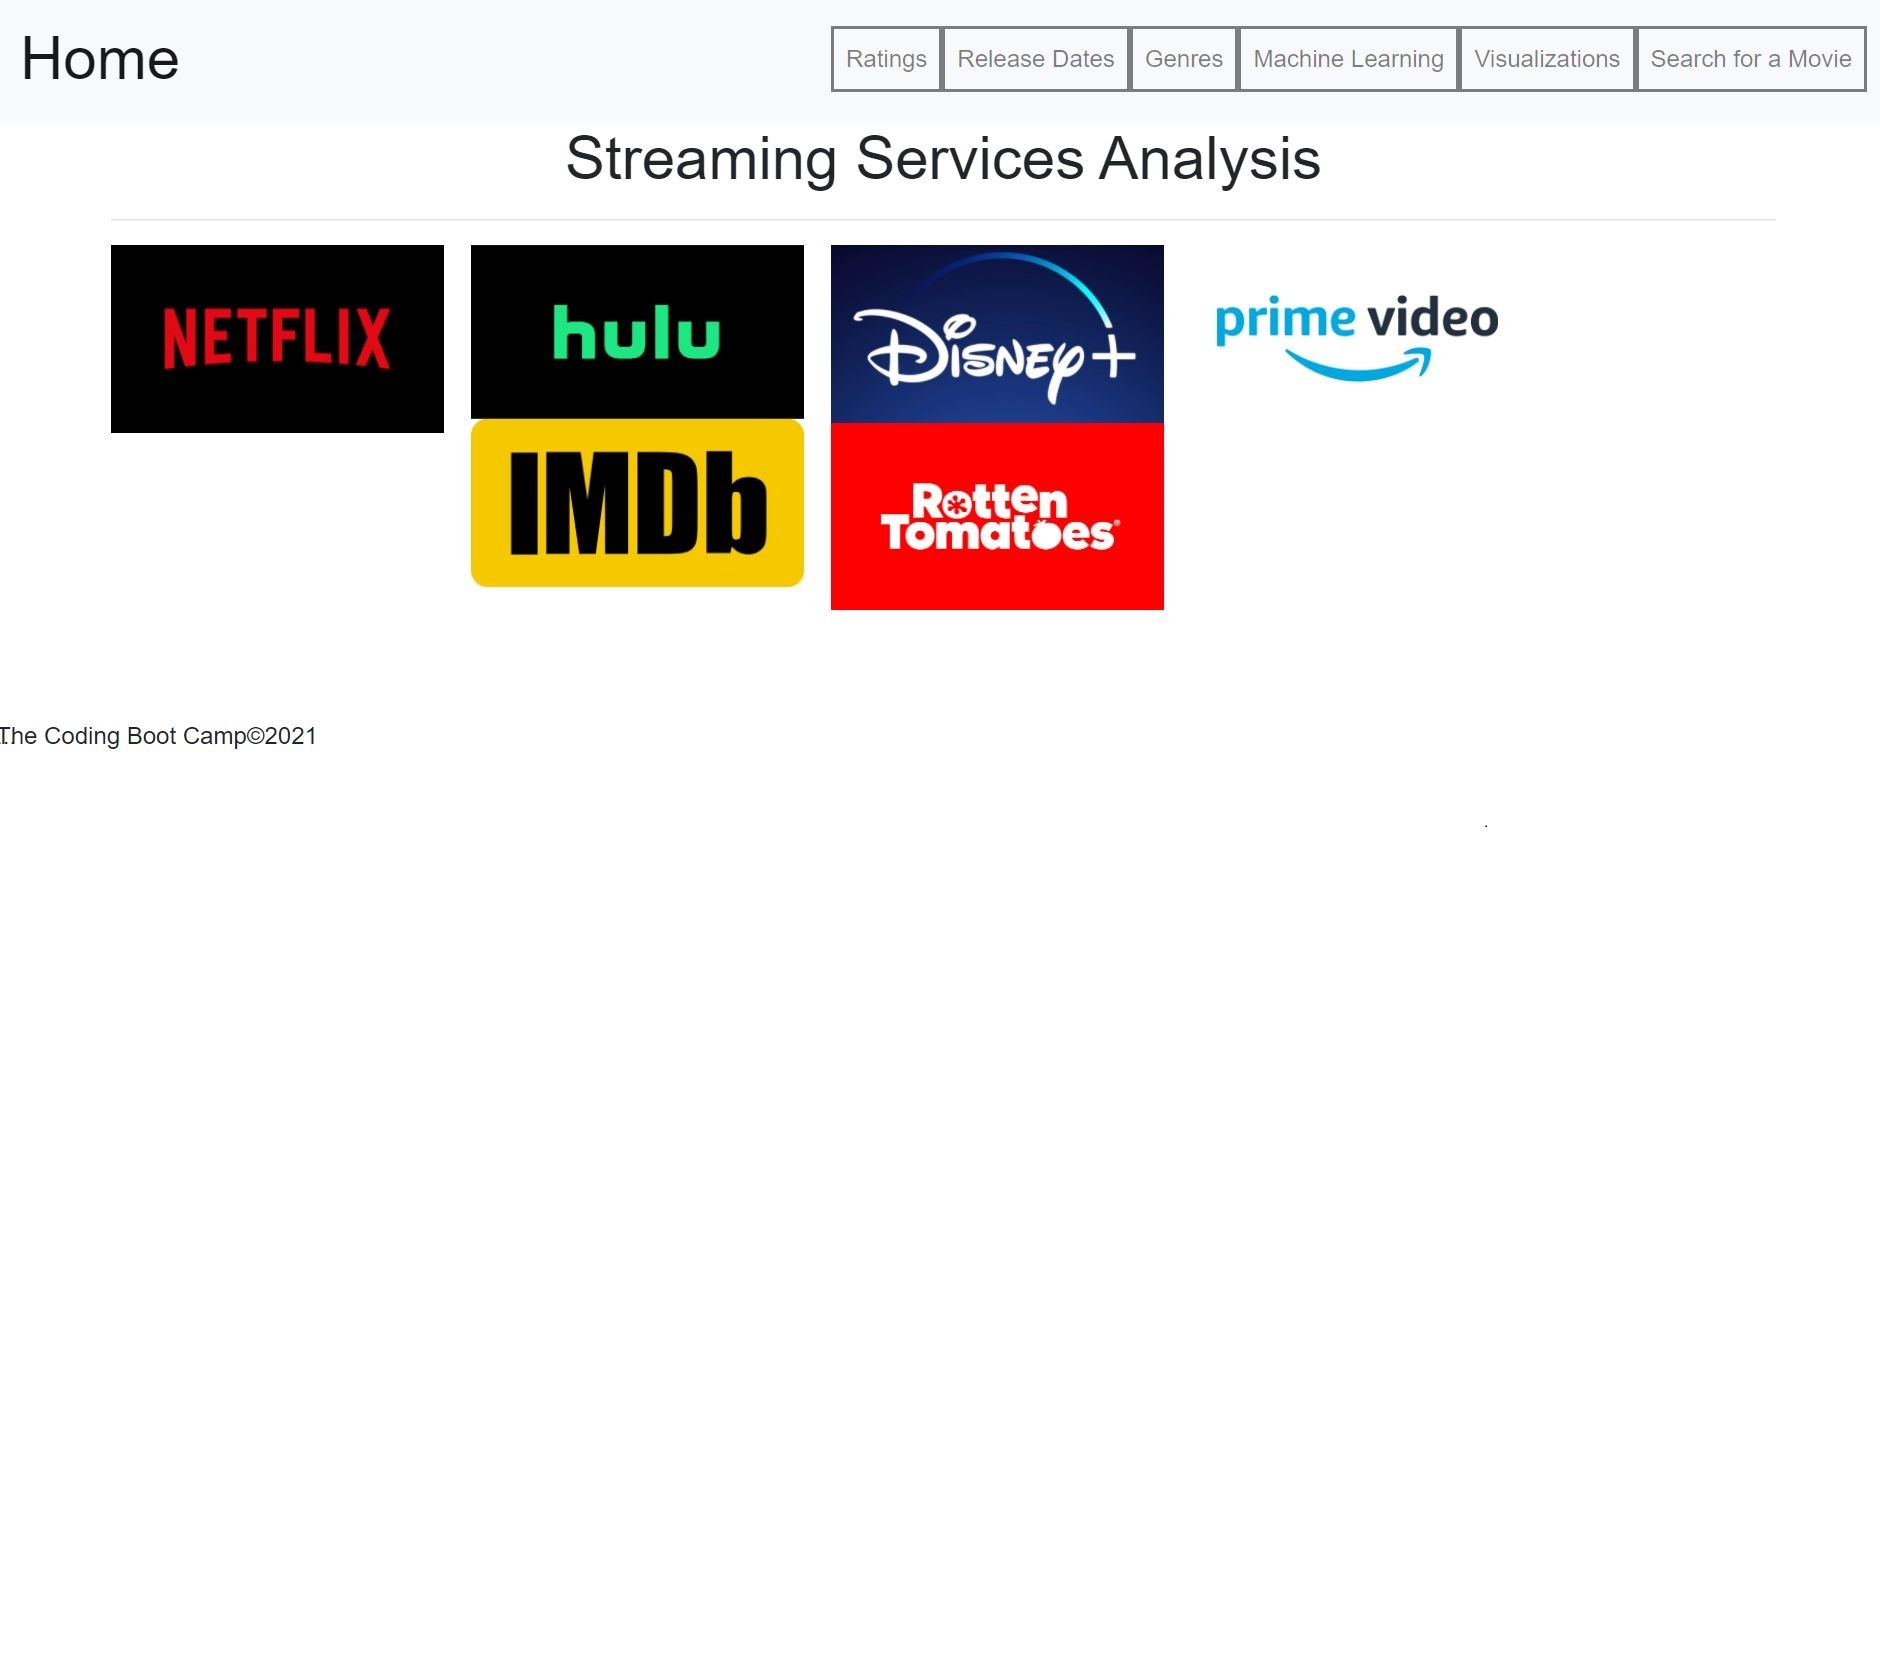 Home
Ratings
Release Dates
Genres
Machine Learning
Visualizations
Search for a Movie
Streaming Services Analysis
NETFLIX
hulu
Disney+
prime video
IMDb
Rotten
Tomatoes®
The Coding Boot Camp©2021
.